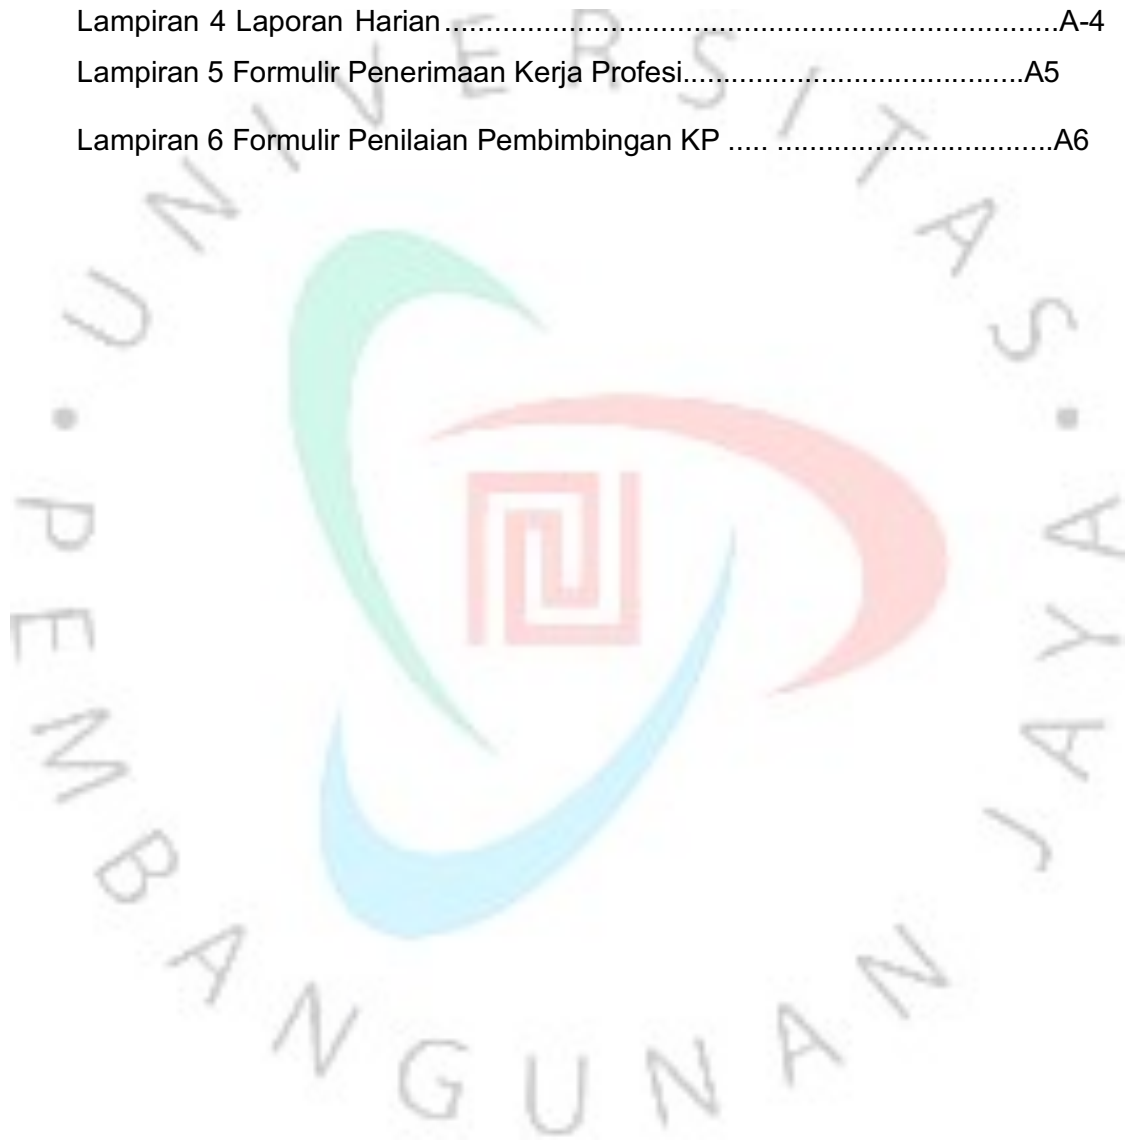 Lampiran 4 Laporan Harian...........................................................................A-4
Lampiran 5 Formulir Penerimaan Kerja Profesi.........................................A5
Lampiran 6 Formulir Penilaian Pembimbingan KP ..... .................................A6
UNIVERSITAS • PEMBANGUNAN JAYA •